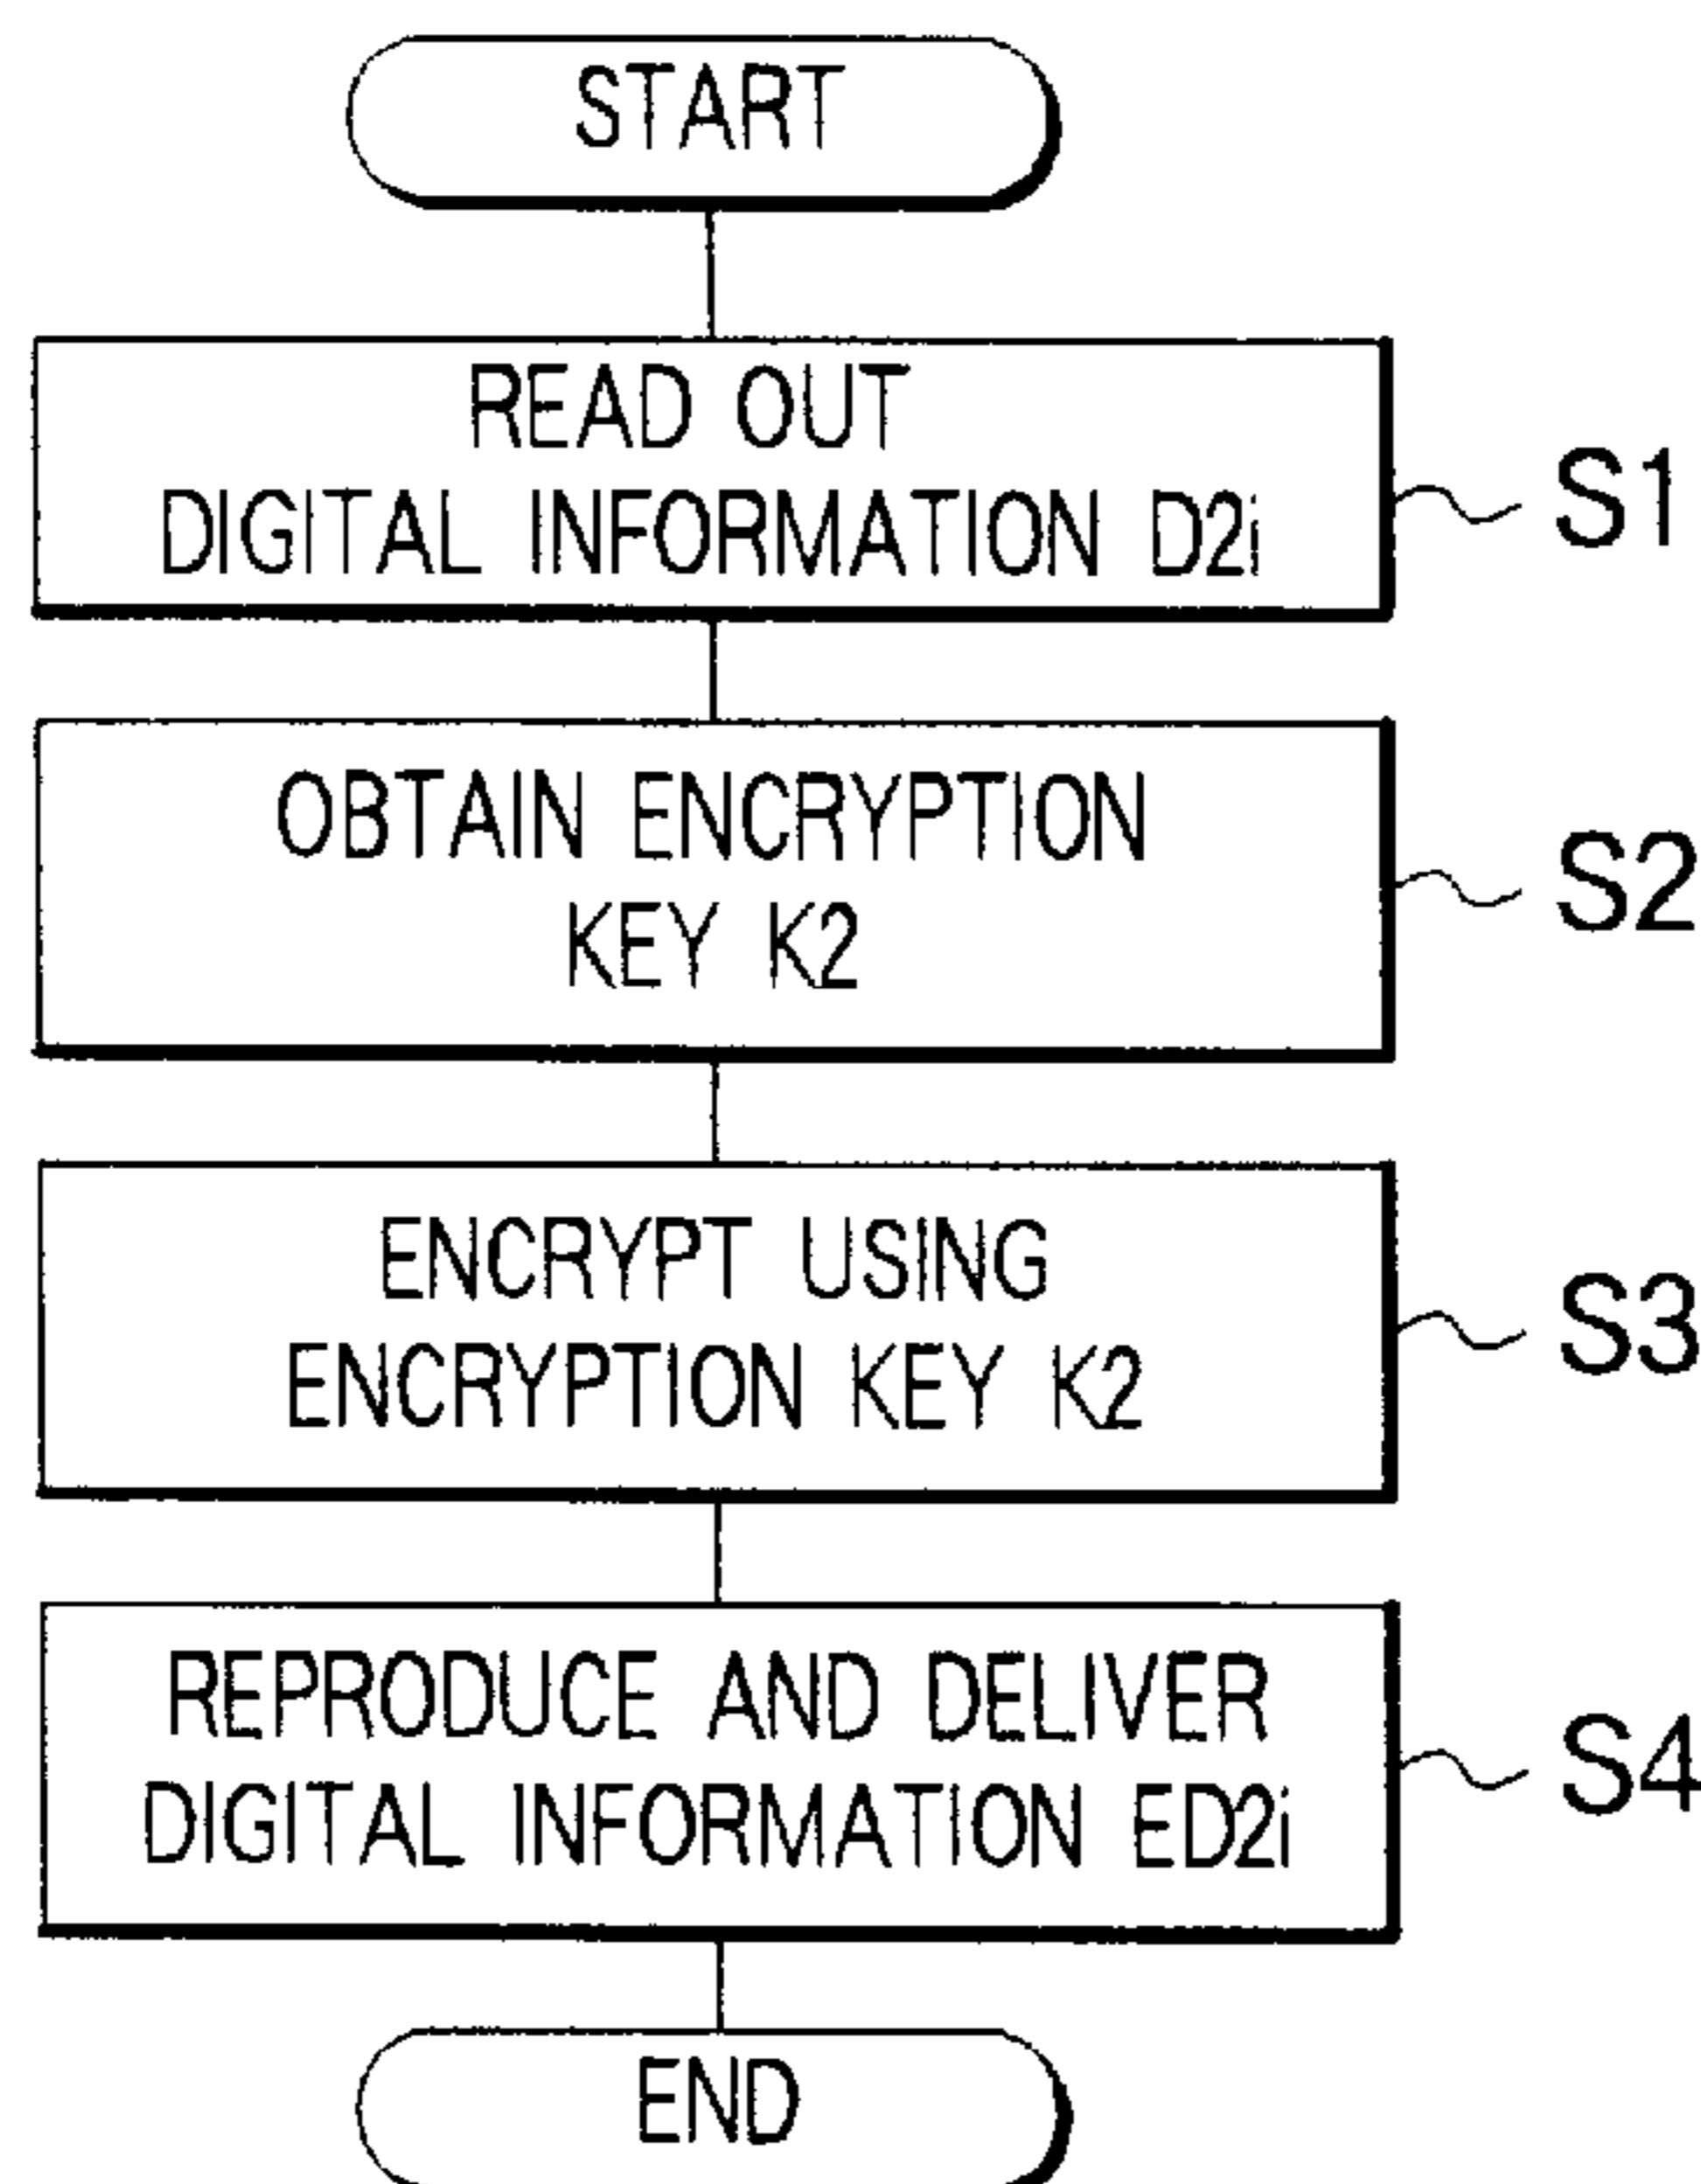 START
READ OUT
DIGITAL INFORMATION D2i
S1
OBTAIN ENCRYPTION
KEY K2
S2
ENCRYPT USING
ENCRYPTION KEY K2
S3
REPRODUCE AND DELIVER
DIGITAL INFORMATION ED2i
S4
END